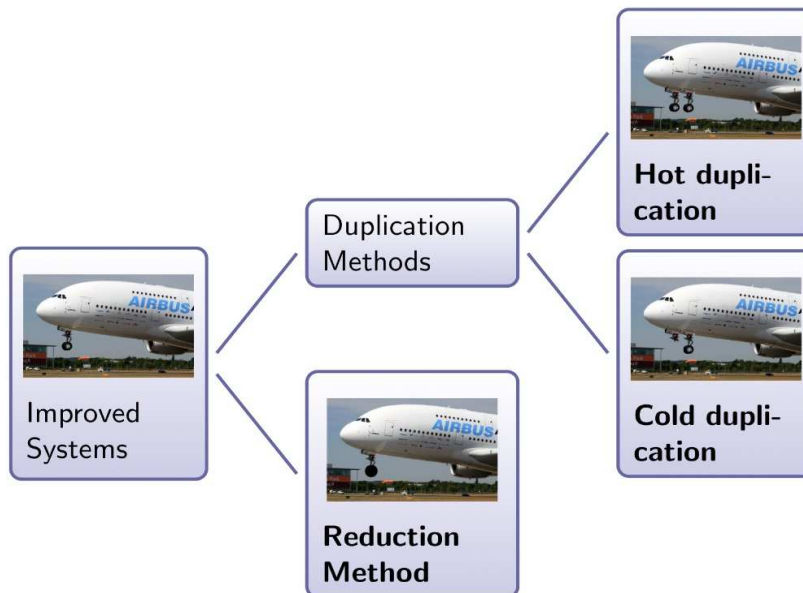 AIRBUS
Improved
Systems
Duplication
Methods
AIRBUS
Reduction
Method
AIRBUS
Hot dupli-
cation
AIRBUS
Cold dupli-
cation